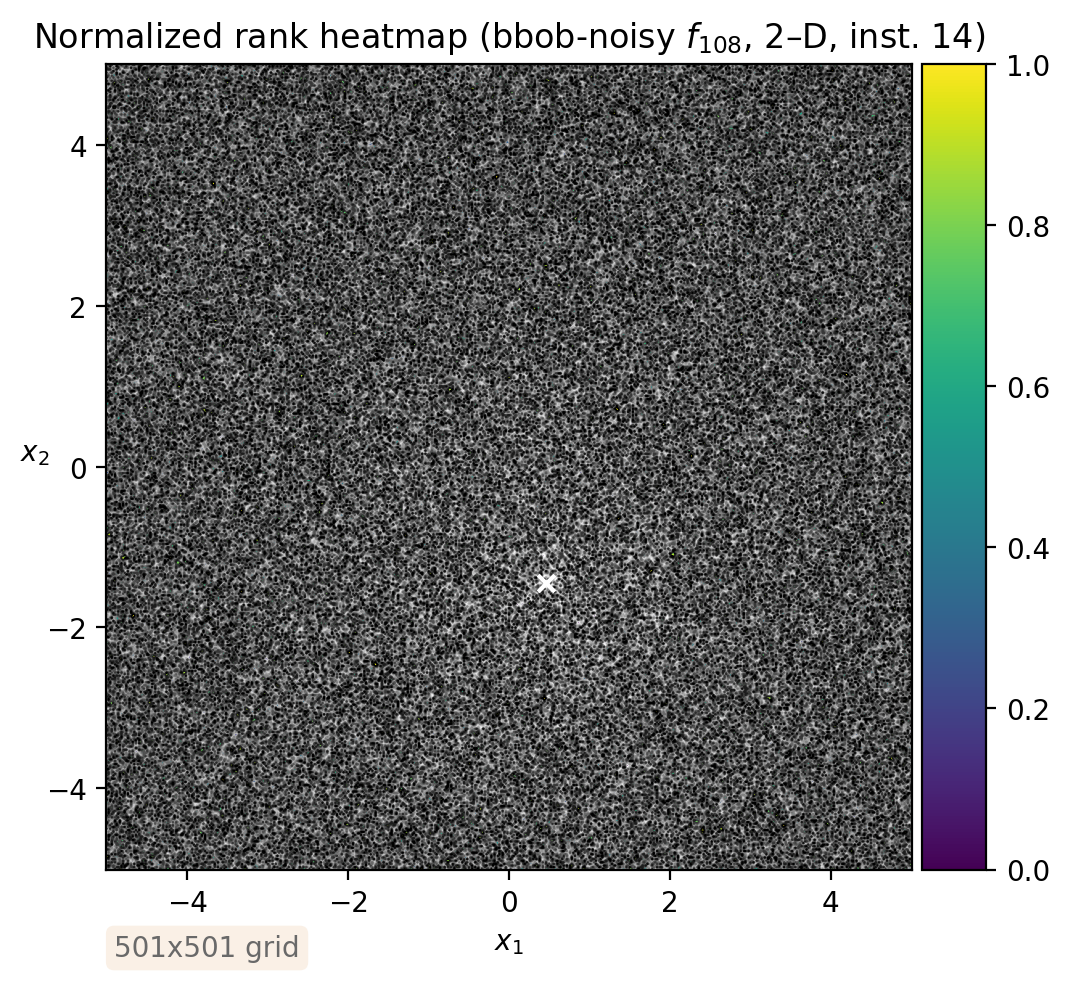 Normalized rank heatmap (bbob-noisy f₁₀₈, 2–D, inst. 14)
1.0
0.8
0.6
0.4
0.2
0.0
4
2
0
−2
−4
x₂
−4 −2 0 2 4
x₁
501x501 grid